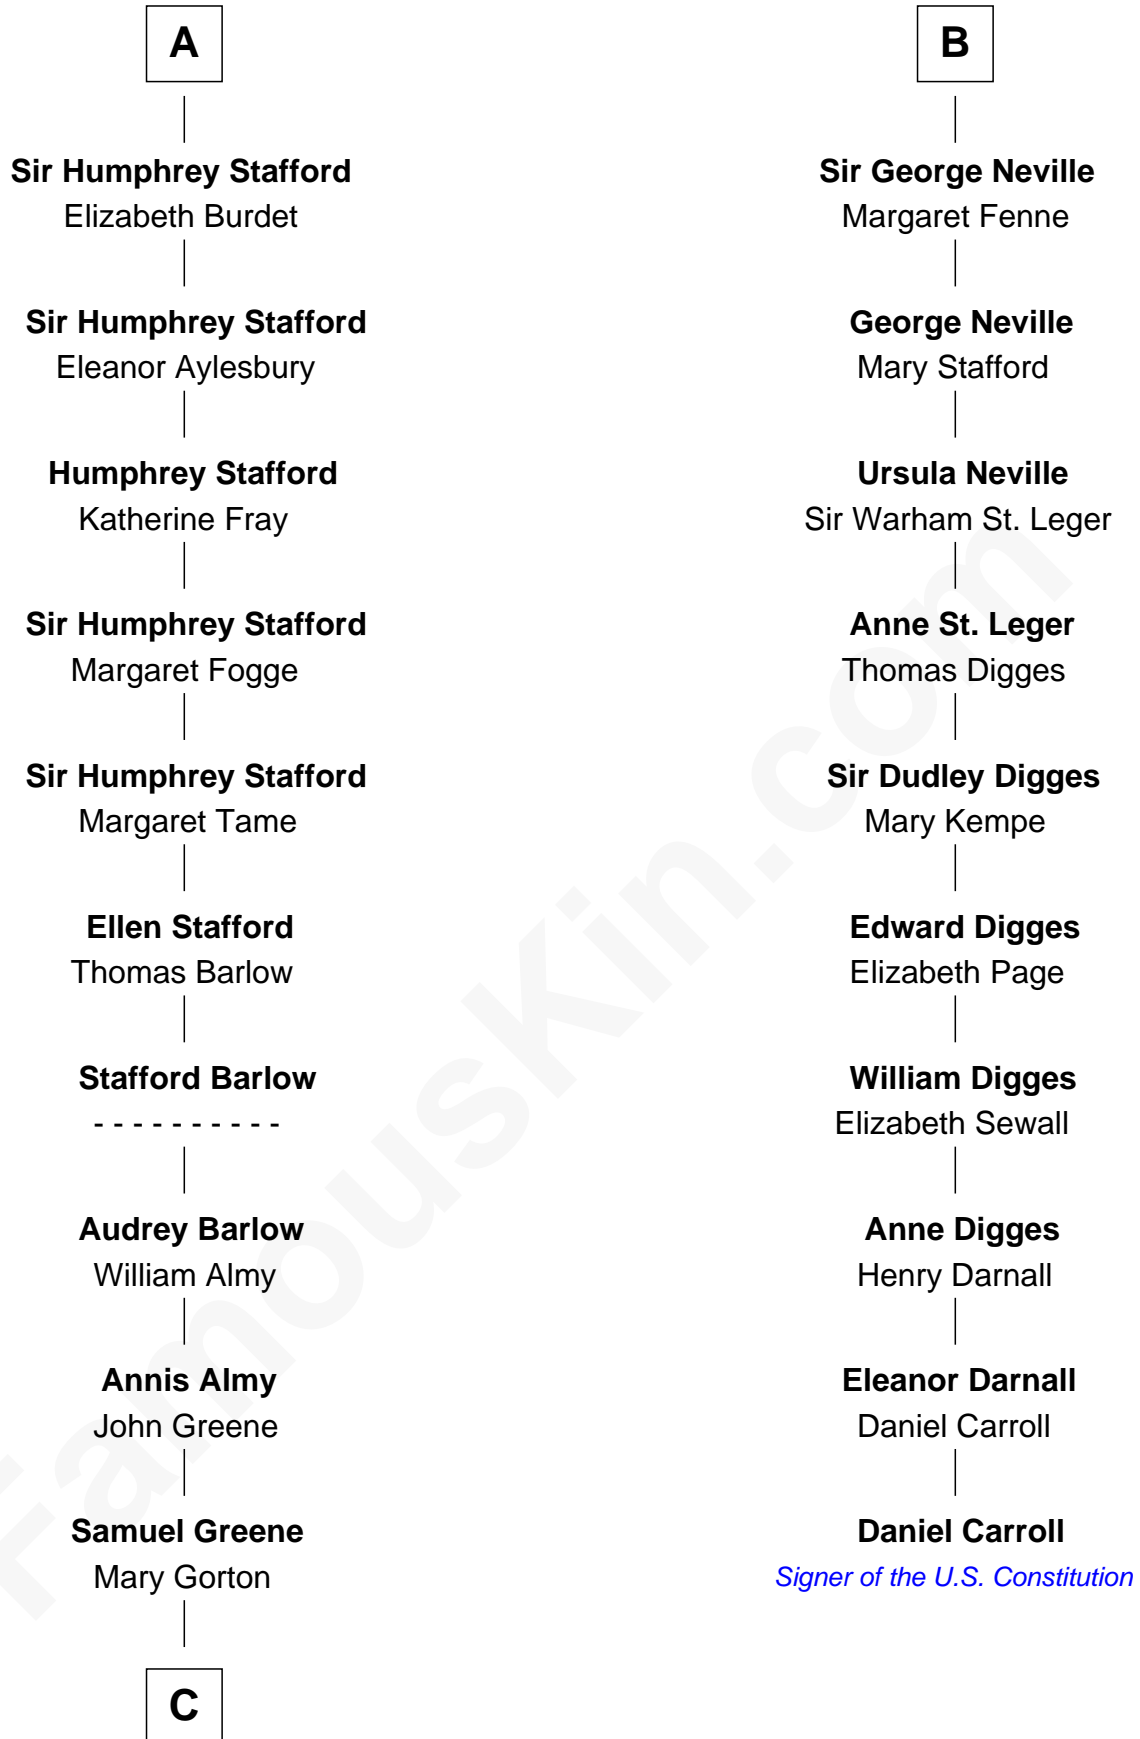 A
Sir Humphrey Stafford
Elizabeth Burdet
Sir Humphrey Stafford
Eleanor Aylesbury
Humphrey Stafford
Katherine Fray
Sir Humphrey Stafford
Margaret Fogge
Sir Humphrey Stafford
Margaret Tame
Ellen Stafford
Thomas Barlow
Stafford Barlow
- - - - - - - - - -
Audrey Barlow
William Almy
Annis Almy
John Greene
Samuel Greene
Mary Gorton
C
B
Sir George Neville
Margaret Fenne
George Neville
Mary Stafford
Ursula Neville
Sir Warham St. Leger
Anne St. Leger
Thomas Digges
Sir Dudley Digges
Mary Kempe
Edward Digges
Elizabeth Page
William Digges
Elizabeth Sewall
Anne Digges
Henry Darnall
Eleanor Darnall
Daniel Carroll
Daniel Carroll
Signer of the U.S. Constitution
FamousKin.com